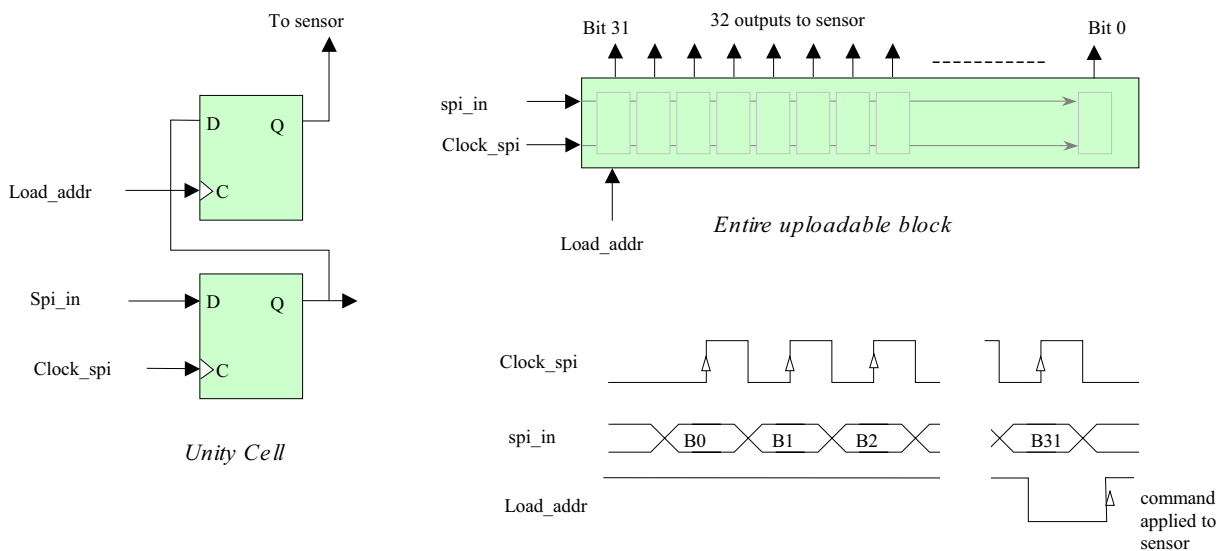 To sensor
D
Q
Load_addr
C
Spi_in
D
Q
Clock_spi
C
Unity Cell
Bit 31
32 outputs to sensor
Bit 0
spi_in
Clock_spi
Load_addr
Entire uploadable block
Clock_spi
spi_in
B0
B1
B2
B31
Load_addr
command
applied to
sensor